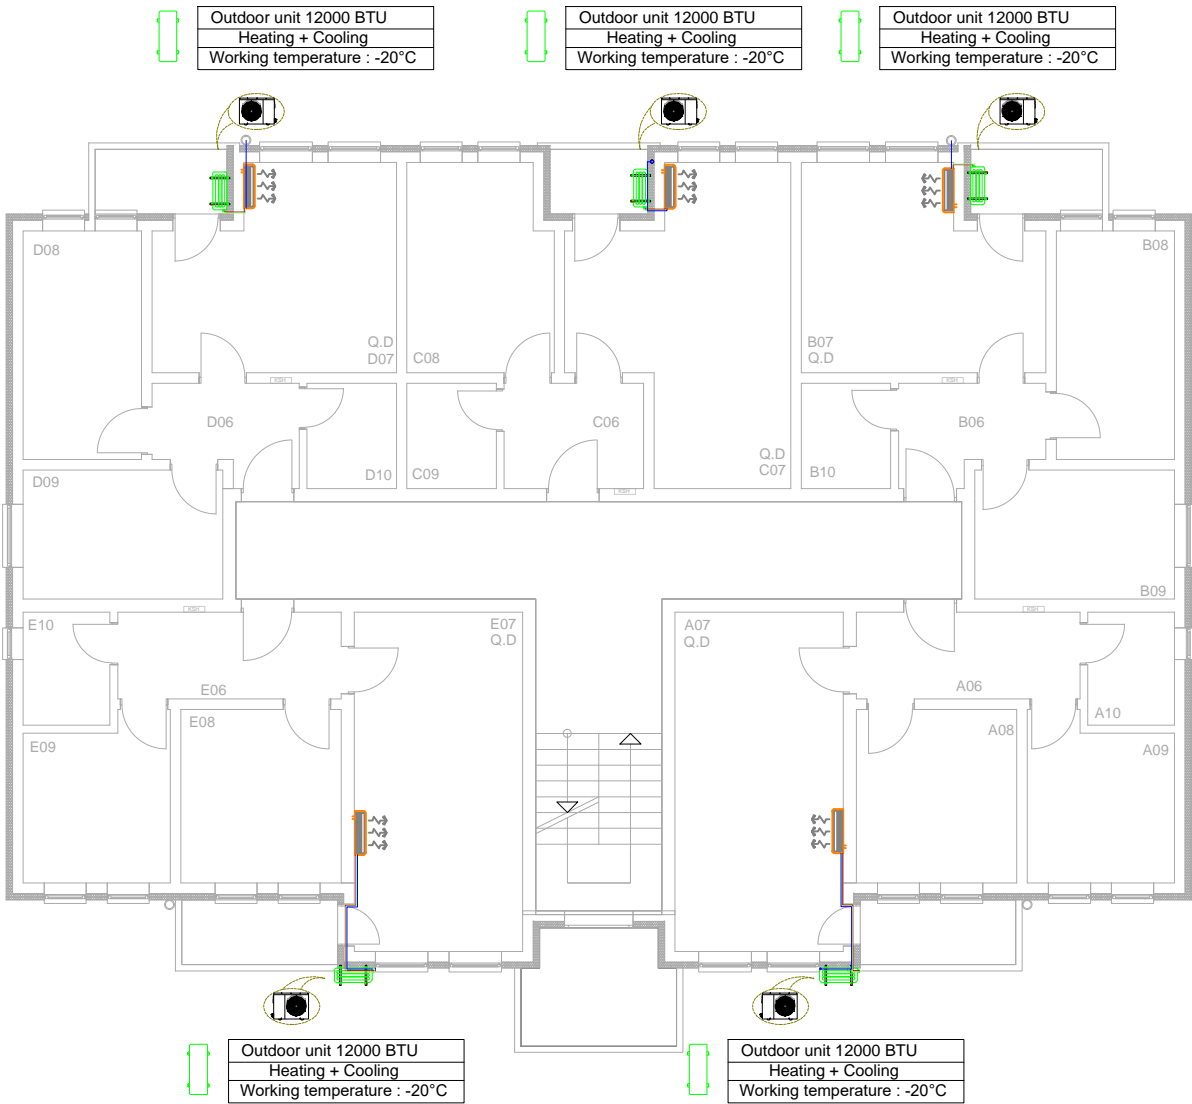 Outdoor unit 12000 BTU
Heating + Cooling
Working temperature : -20°C
Outdoor unit 12000 BTU
Heating + Cooling
Working temperature : -20°C
Outdoor unit 12000 BTU
Heating + Cooling
Working temperature : -20°C
D08
B08
Q.D
D07
C08
B07
Q.D
D06
C06
B06
Q.D
C07
D10
C09
B10
D09
B09
E10
E07
Q.D
A07
Q.D
E06
A06
E08
A10
A08
E09
A09
Outdoor unit 12000 BTU
Heating + Cooling
Working temperature : -20°C
Outdoor unit 12000 BTU
Heating + Cooling
Working temperature : -20°C